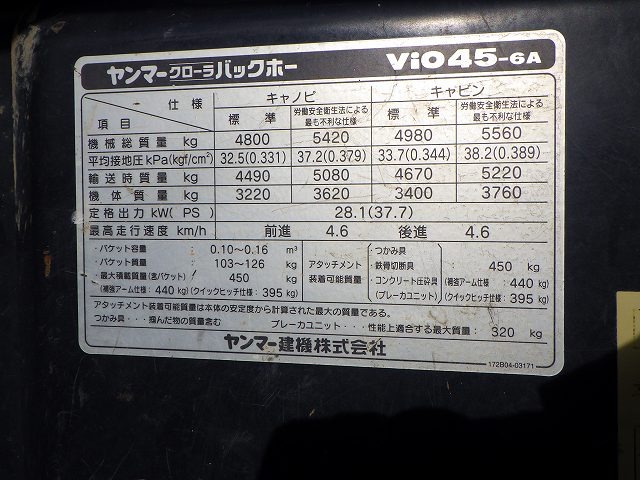 ヤンマークローラバックホー ViO45-6A
仕様 キャノピ キャビン
項目 標準 労働安全衛生法による最も不利な仕様 標準 労働安全衛生法による最も不利な仕様
機械総質量 kg 4800 5420 4980 5560
平均接地圧 kPa(kgf/cm²) 32.5(0.331) 37.2(0.379) 33.7(0.344) 38.2(0.389)
輸送時質量 kg 4490 5080 4670 5220
機体質量 kg 3220 3620 3400 3760
定格出力 kW( PS) 28.1(37.7)
最高走行速度 km/h 前進 4.6 後進 4.6
・バケット容量 : 0.10〜0.16 m³
・バケット質量 : 103〜126 kg
・最大積載質量(含バケット) 450 kg
(補強アーム仕様 : 440 kg) (クイックヒッチ仕様 : 395 kg)
アタッチメント装着可能質量
・つかみ具
・鉄骨切断具 : 450 kg
・コンクリート圧砕具 (補強アーム仕様 : 440 kg)
(ブレーカユニット) (クイックヒッチ仕様 : 395 kg)
アタッチメント装着可能質量は本体の安定度から計算された最大の質量である。
つかみ具・・・掴んだ物の質量含む ブレーカユニット・・・性能上適合する最大質量 : 320 kg
ヤンマー建機株式会社
172B04-03171